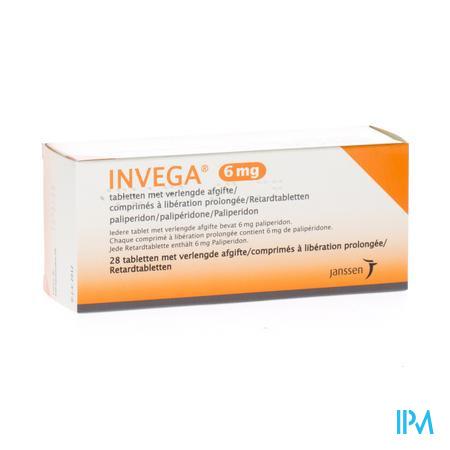 INVEGA® 6 mg
tabletten met verlengde afgifte/
comprimés à libération prolongée/Retardtabletten
paliperidon/palipéridone/Paliperidon
Iedere tablet met verlengde afgifte bevat 6 mg paliperidon.
Chaque comprimé à libération prolongée contient 6 mg de palipéridone.
Jede Retardtablette enthält 6 mg Paliperidon.
28 tabletten met verlengde afgifte/comprimés à libération prolongée/
Retardtabletten
janssen
IPM